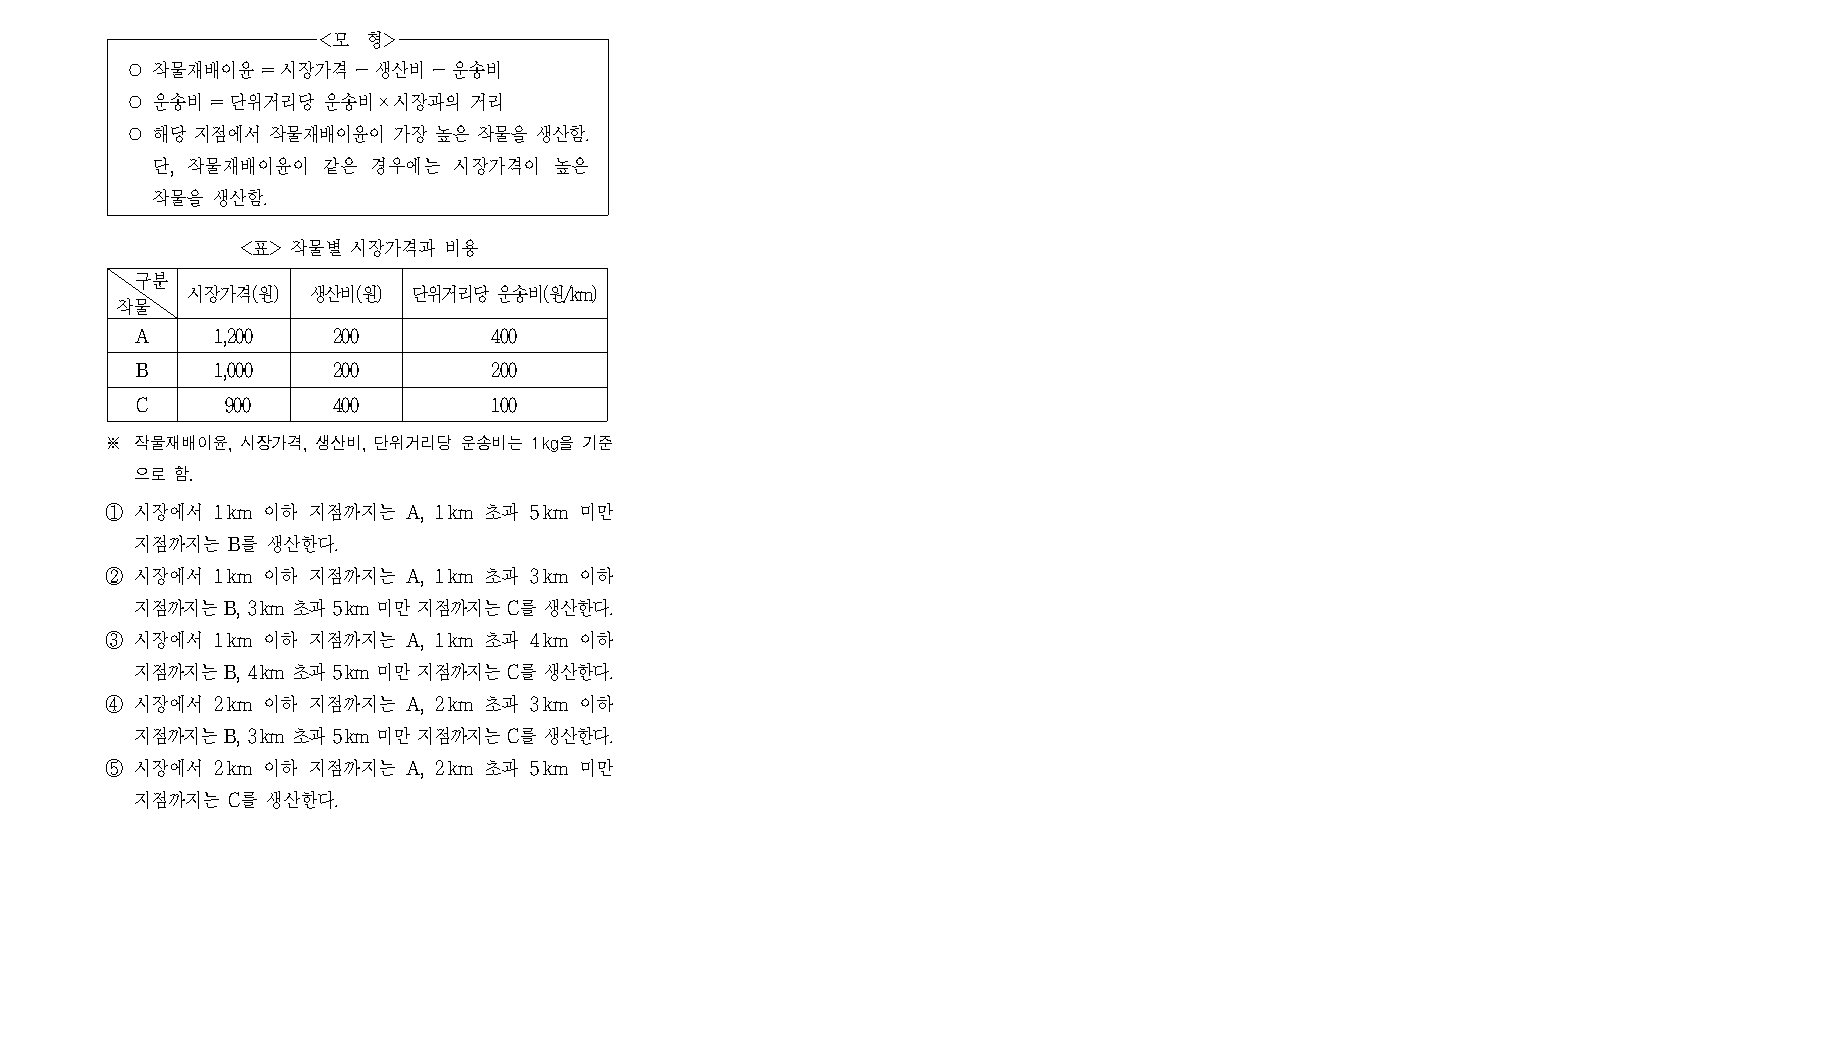 <모 형>
○ 작물재배이윤 = 시장가격 - 생산비 - 운송비
○ 운송비 = 단위거리당 운송비 × 시장과의 거리
○ 해당 지점에서 작물재배이윤이 가장 높은 작물을 생산함.
단, 작물재배이윤이 같은 경우에는 시장가격이 높은
작물을 생산함.
<표> 작물별 시장가격과 비용
구분
작물 시장가격(원) 생산비(원) 단위거리당 운송비(원/km)
A 1,200 200 400
B 1,000 200 200
C 900 400 100
※ 작물재배이윤, 시장가격, 생산비, 단위거리당 운송비는 1kg을 기준
으로 함.
① 시장에서 1km 이하 지점까지는 A, 1km 초과 5km 미만
지점까지는 B를 생산한다.
② 시장에서 1km 이하 지점까지는 A, 1km 초과 3km 이하
지점까지는 B, 3km 초과 5km 미만 지점까지는 C를 생산한다.
③ 시장에서 1km 이하 지점까지는 A, 1km 초과 4km 이하
지점까지는 B, 4km 초과 5km 미만 지점까지는 C를 생산한다.
④ 시장에서 2km 이하 지점까지는 A, 2km 초과 3km 이하
지점까지는 B, 3km 초과 5km 미만 지점까지는 C를 생산한다.
⑤ 시장에서 2km 이하 지점까지는 A, 2km 초과 5km 미만
지점까지는 C를 생산한다.